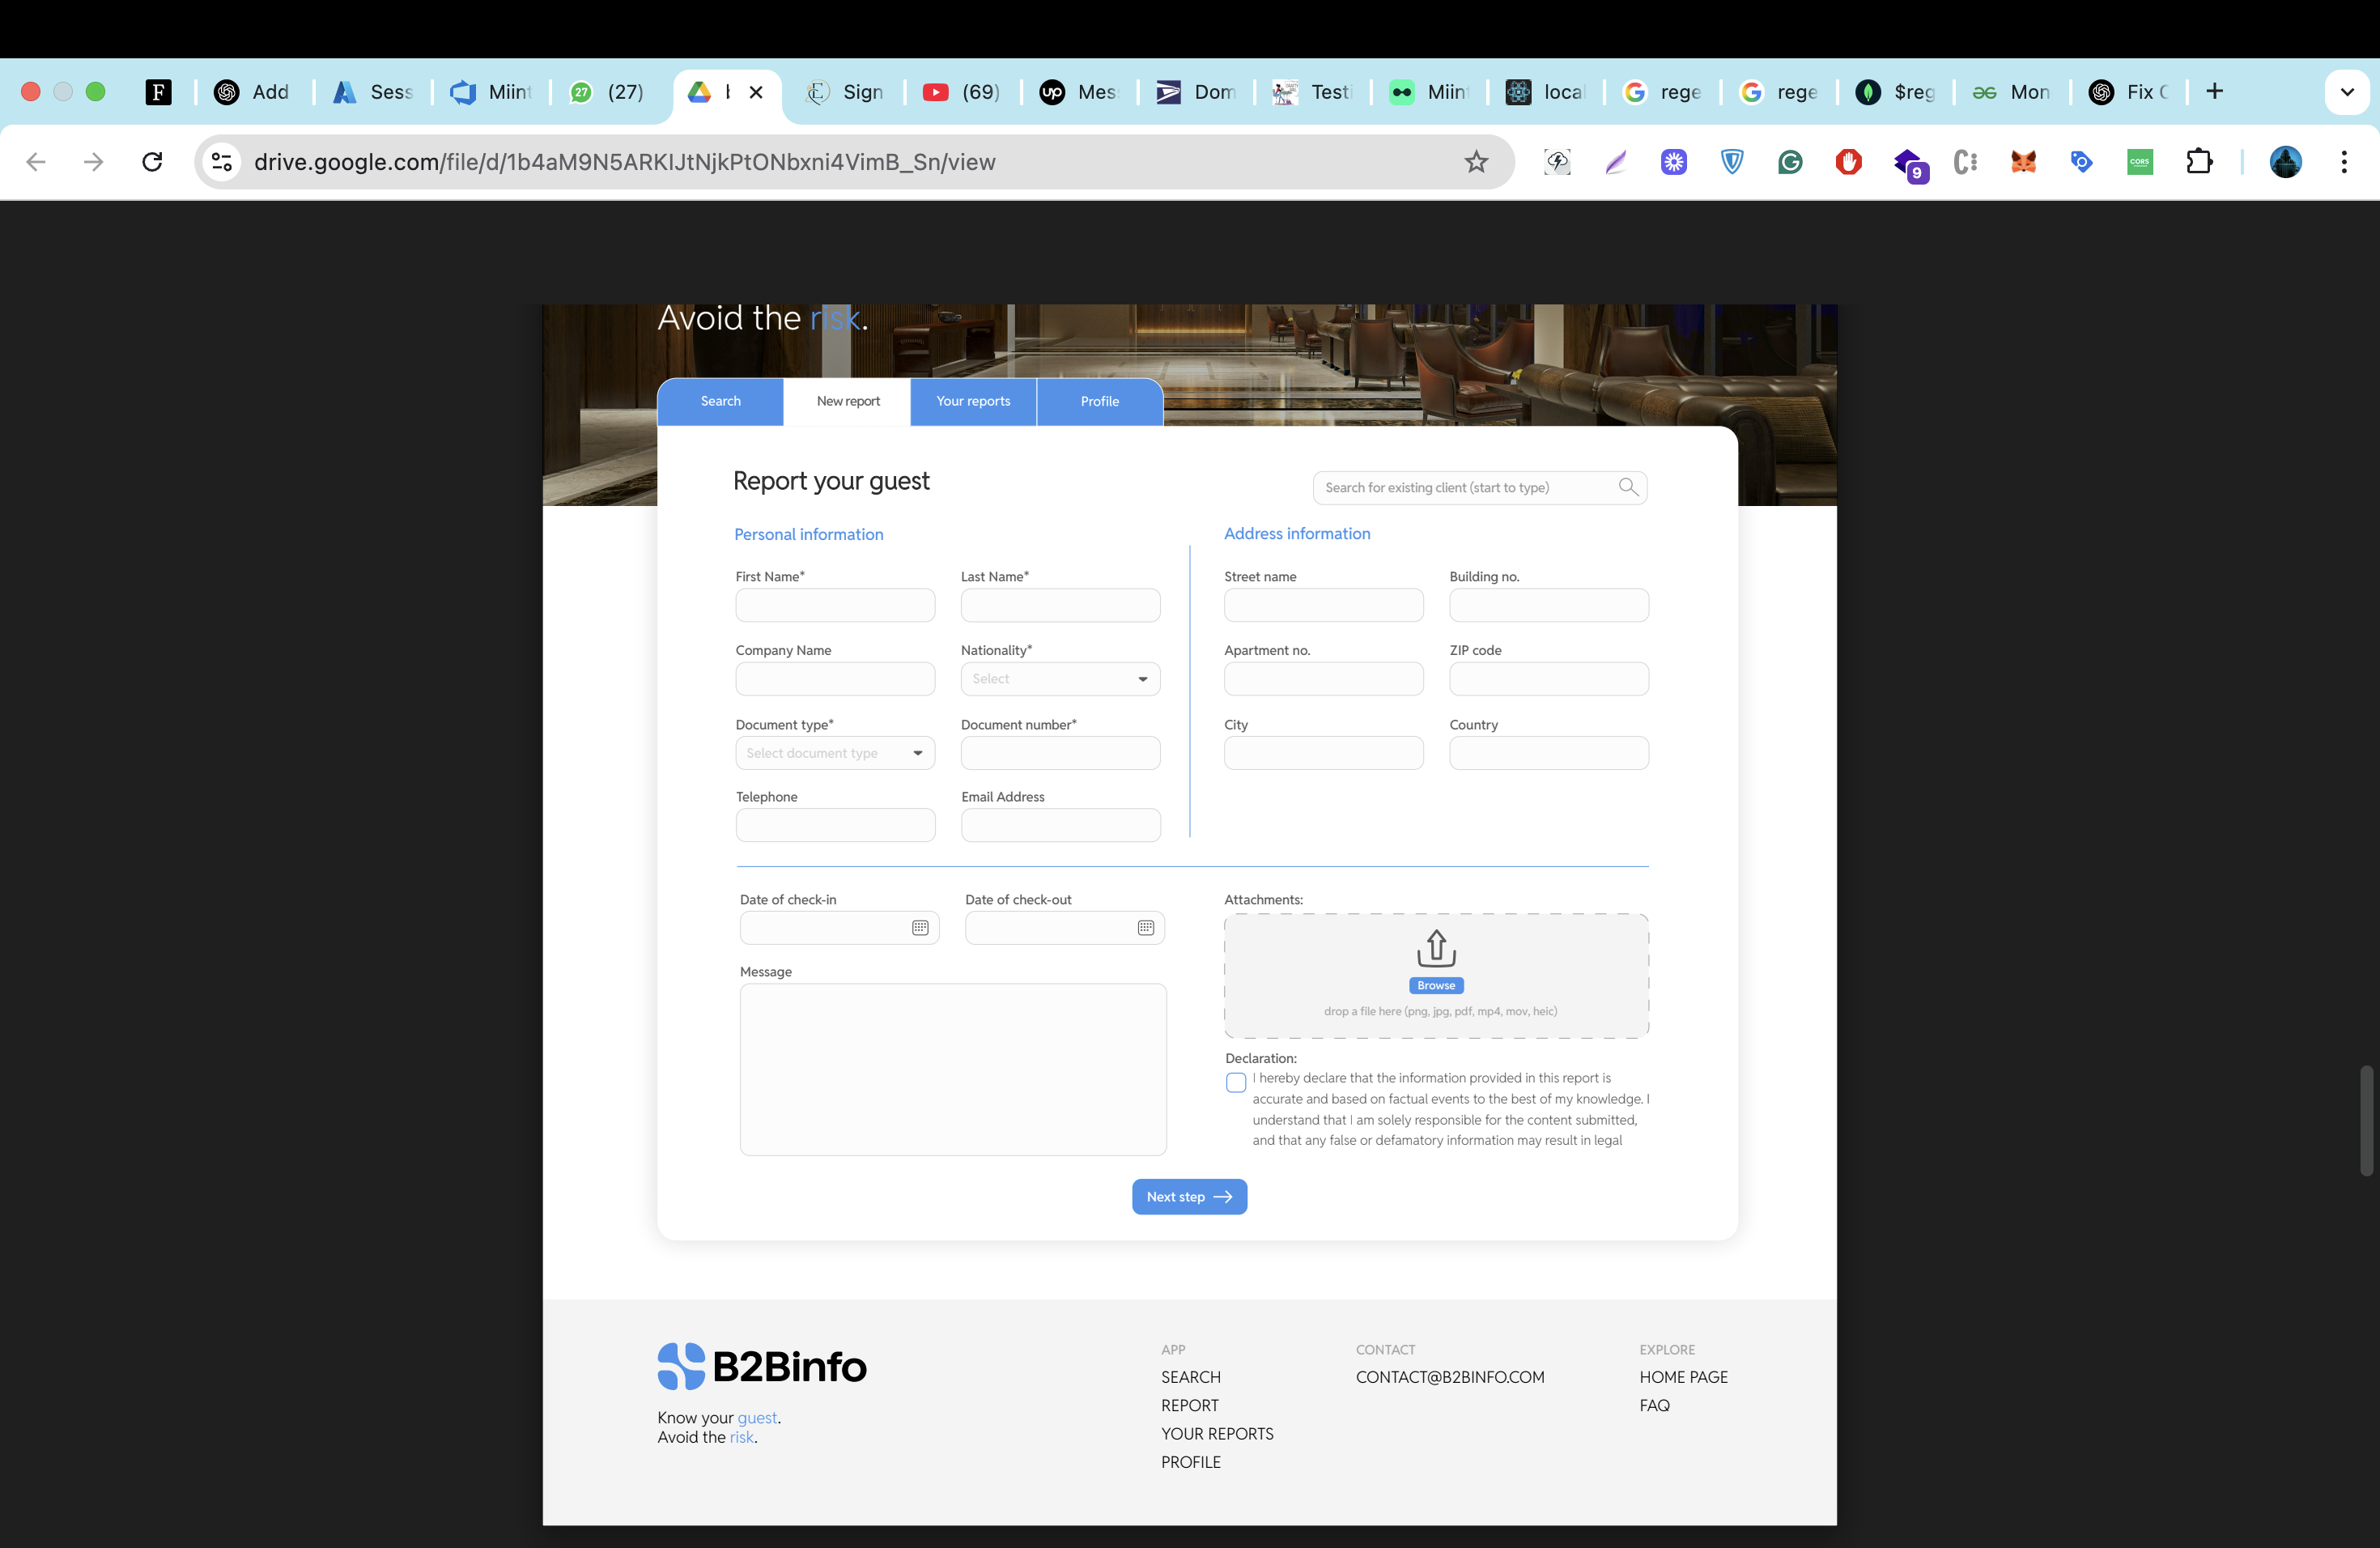 F
Add
Sess
Miint
27
(27)
Sign
(69)
up
Mes
Dom
Testi
Miint
local
rege
rege
$reg
Mon
Fix C
drive.google.com/file/d/1b4aM9N5ARKIJtNjkPtONbxni4VimB_Sn/view
9
CORS
Avoid the risk.
Search
New report
Your reports
Profile
Report your guest
Search for existing client (start to type)
Personal information
Address information
First Name*
Last Name*
Street name
Building no.
Company Name
Nationality*
Apartment no.
ZIP code
Select
Document type*
Document number*
City
Country
Select document type
Telephone
Email Address
Date of check-in
Date of check-out
Attachments:
Message
Browse
drop a file here (png, jpg, pdf, mp4, mov, heic)
Declaration:
I hereby declare that the information provided in this report is
accurate and based on factual events to the best of my knowledge. I
understand that I am solely responsible for the content submitted,
and that any false or defamatory information may result in legal
Next step
B2Binfo
Know your guest.
Avoid the risk.
APP
SEARCH
REPORT
YOUR REPORTS
PROFILE
CONTACT
CONTACT@B2BINFO.COM
EXPLORE
HOME PAGE
FAQ